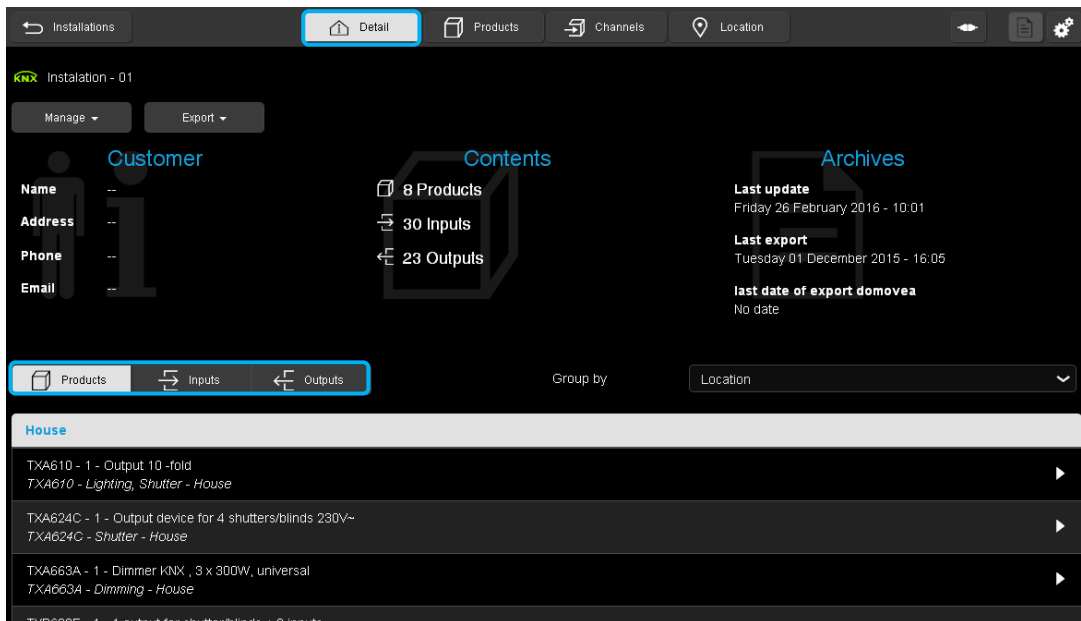 Installations
Detail
Products
Channels
Location
KNX Instalation - 01
Manage
Export
Customer
Name --
Address --
Phone --
Email --
Contents
8 Products
30 Inputs
23 Outputs
Archives
Last update
Friday 26 February 2016 - 10:01
Last export
Tuesday 01 December 2015 - 16:05
last date of export domovea
No date
Products
Inputs
Outputs
Group by
Location
House
TXA610 - 1 - Output 10 -fold
TXA610 - Lighting, Shutter - House
TXA624C - 1 - Output device for 4 shutters/blinds 230V~
TXA624C - Shutter - House
TXA663A - 1 - Dimmer KNX , 3 x 300W, universal
TXA663A - Dimming - House